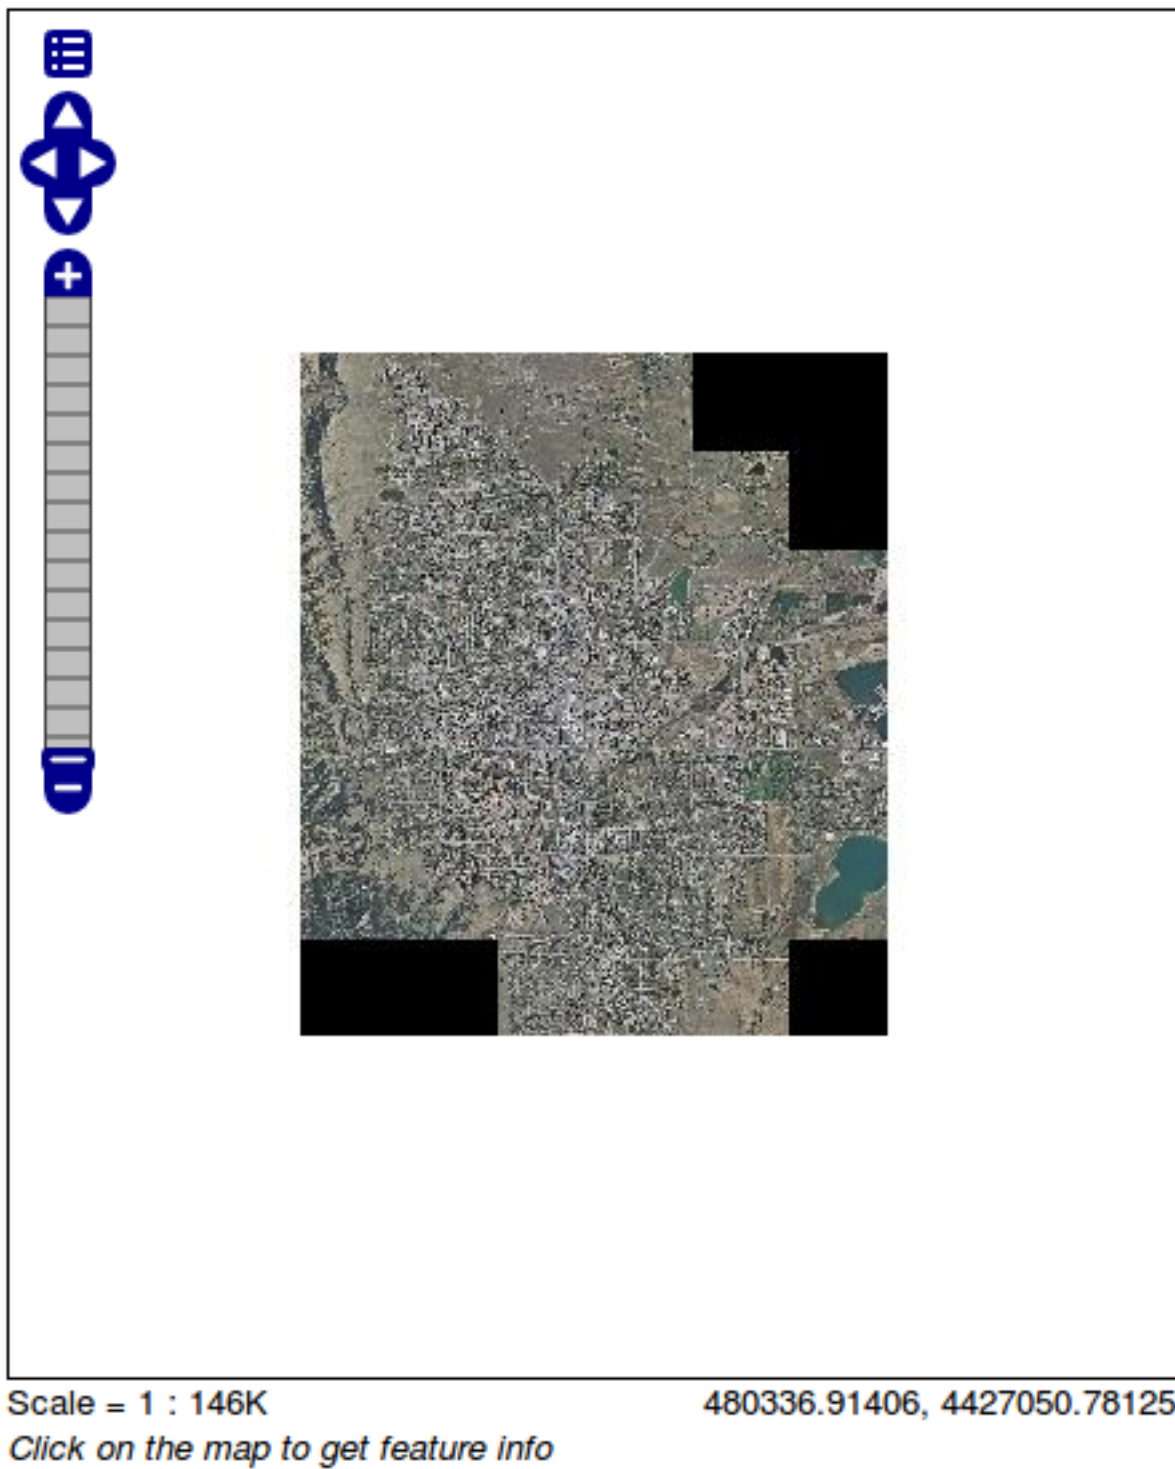 Scale = 1 : 146K
480336.91406, 4427050.78125
Click on the map to get feature info